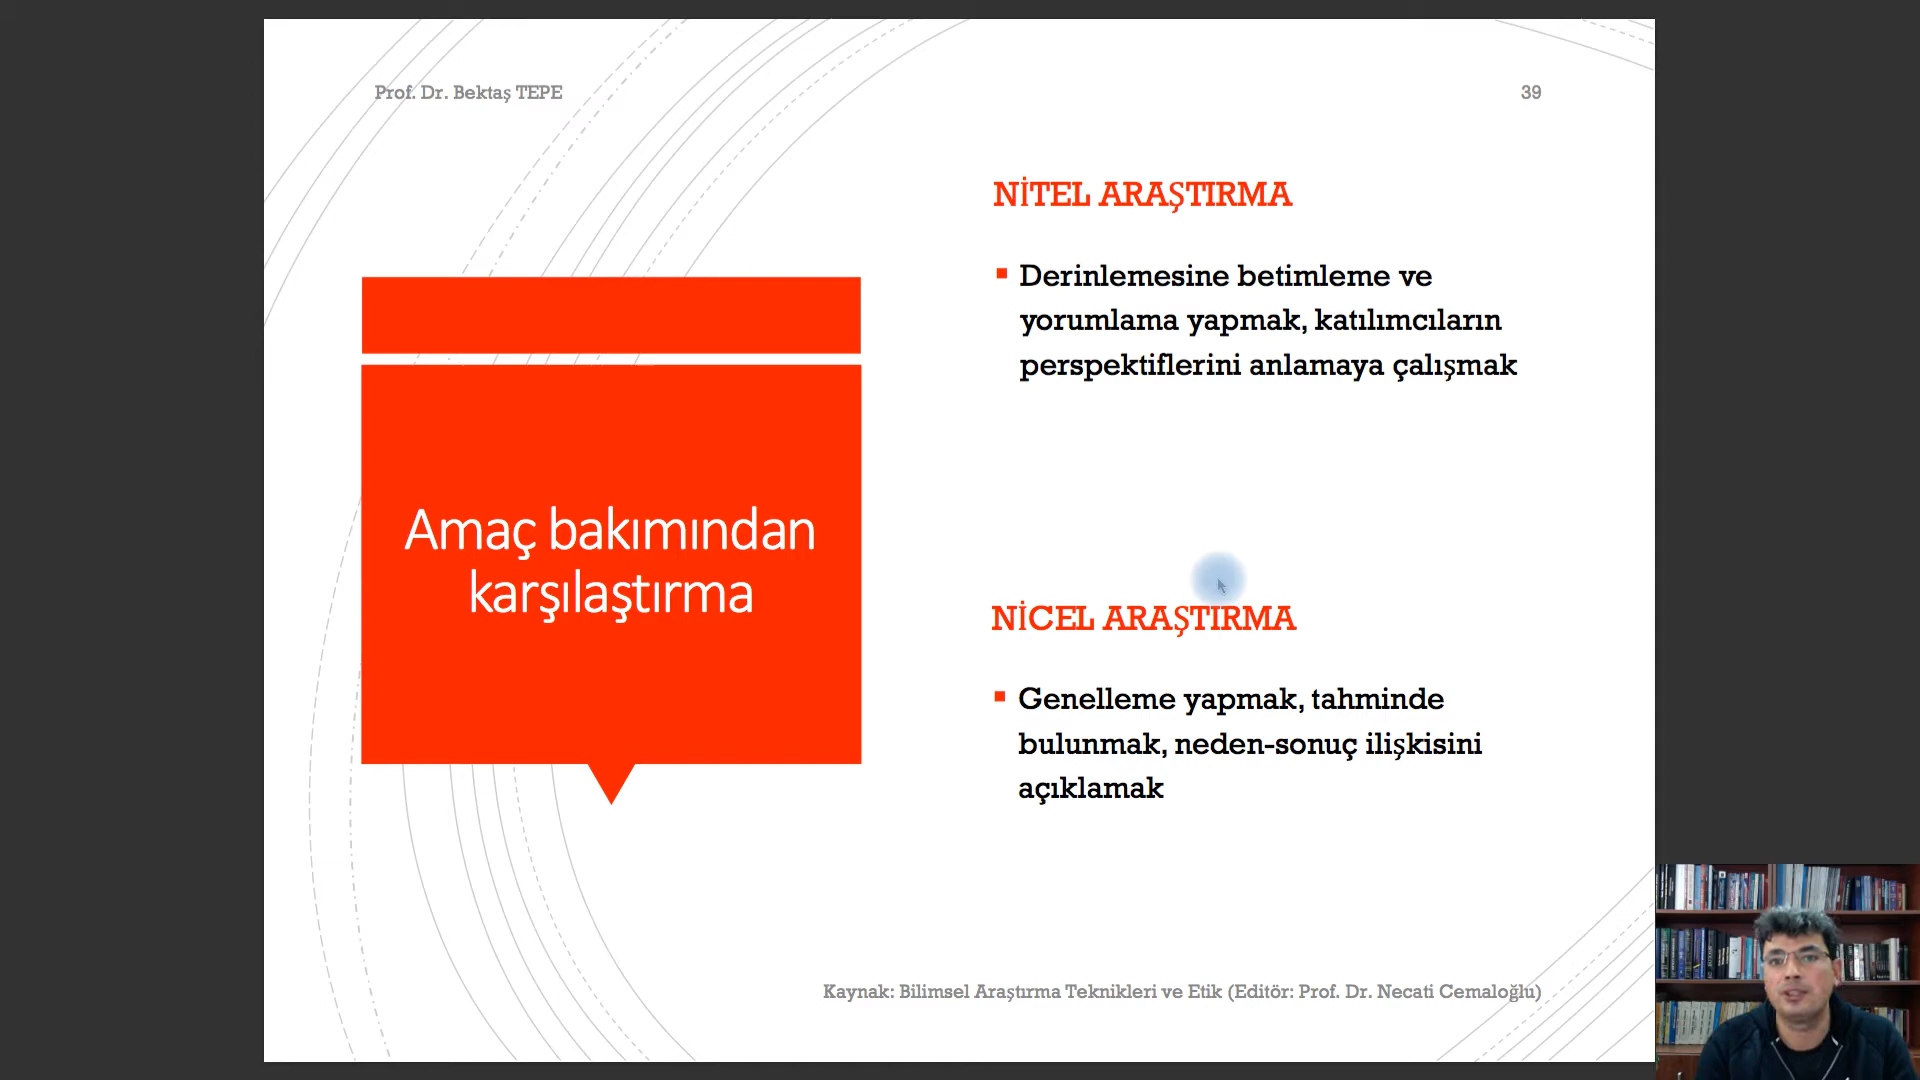 Prof. Dr. Bektaş TEPE
39
Amaç bakımından
karşılaştırma
NİTEL ARAŞTIRMA
Derinlemesine betimleme ve
yorumlama yapmak, katılımcıların
perspektiflerini anlamaya çalışmak
NİCEL ARAŞTIRMA
Genelleme yapmak, tahminde
bulunmak, neden-sonuç ilişkisini
açıklamak
Kaynak: Bilimsel Araştırma Teknikleri ve Etik (Editör: Prof. Dr. Necati Cemaloğlu)